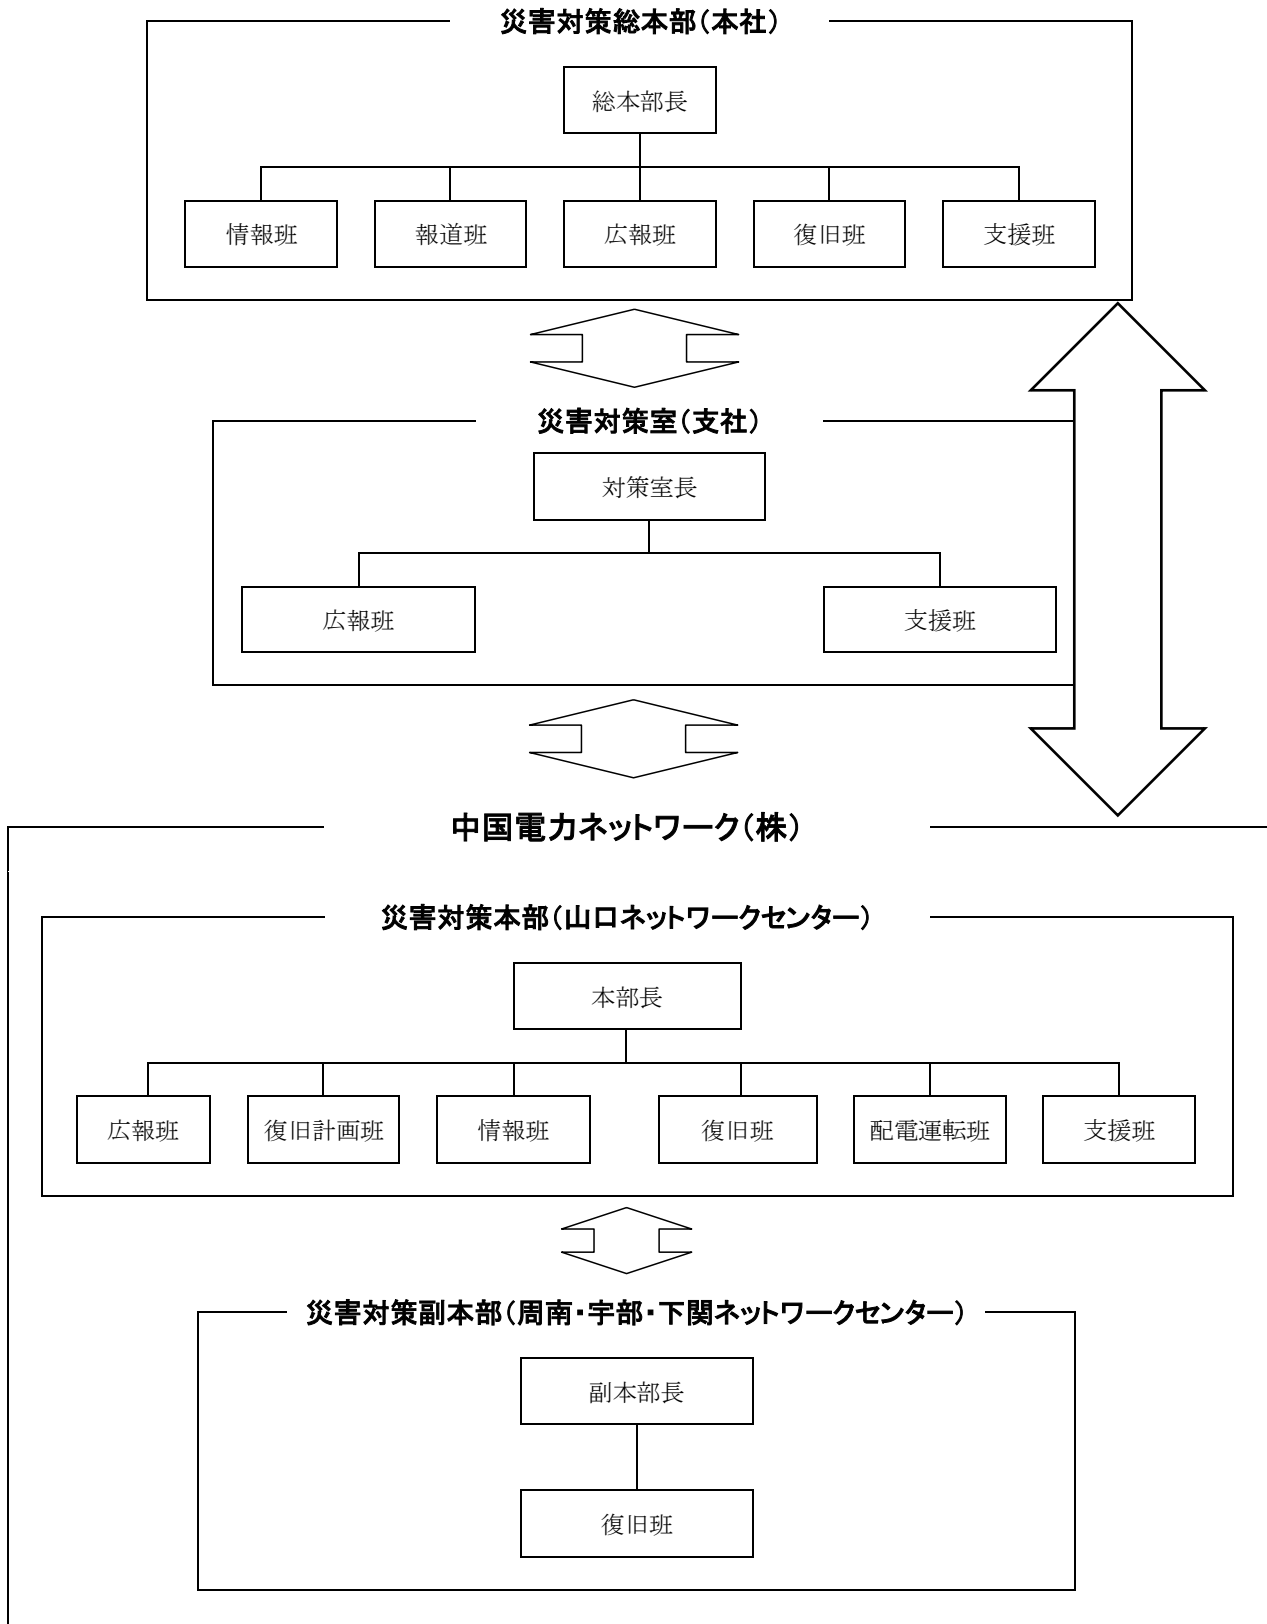 災害対策総本部（本社）
総本部長
情報班
報道班
広報班
復旧班
支援班
災害対策室（支社）
対策室長
広報班
支援班
中国電力ネットワーク（株）
災害対策本部（山口ネットワークセンター）
本部長
広報班
復旧計画班
情報班
復旧班
配電運転班
支援班
災害対策副本部（周南・宇部・下関ネットワークセンター）
副本部長
復旧班